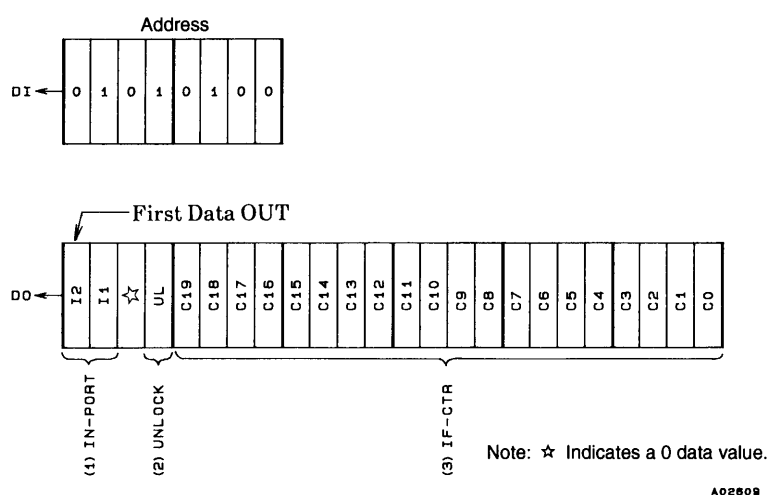 Address
DI 0 1 0 1 0 1 0 0
First Data OUT
DO I2 I1 ☆ UL C19 C18 C17 C16 C15 C14 C13 C12 C11 C10 C9 C8 C7 C6 C5 C4 C3 C2 C1 C0
(1) IN-PORT
(2) UNLOCK
(3) IF-CTR
Note: ☆ Indicates a 0 data value.
A02609